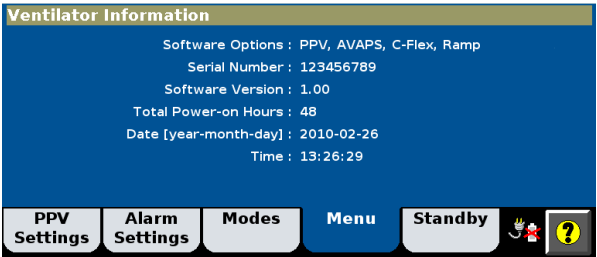 Ventilator Information
Software Options : PPV, AVAPS, C-Flex, Ramp
Serial Number : 123456789
Software Version : 1.00
Total Power-on Hours : 48
Date [year-month-day] : 2010-02-26
Time : 13:26:29
PPV Settings
Alarm Settings
Modes
Menu
Standby
?